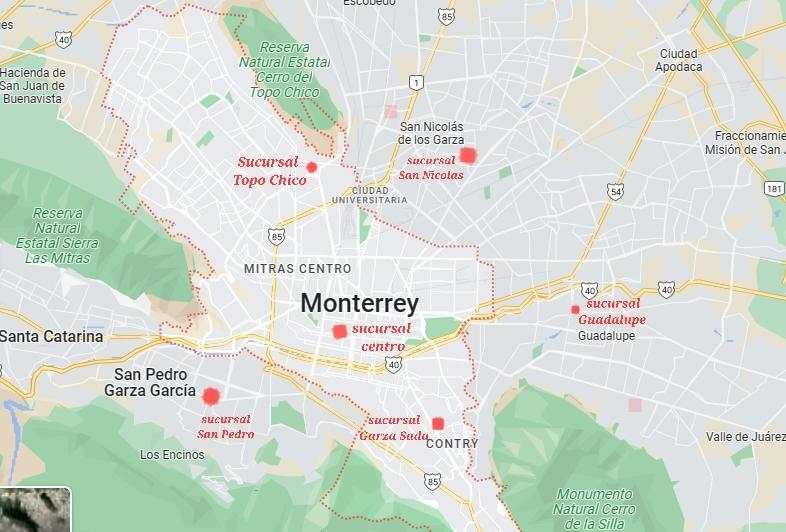 Escobedo
85
es
40
Reserva
Natural Estatal
Cerro del
Topo Chico
Ciudad
Apodaca
Hacienda de
San Juan de
Buenavista
1
San Nicolás
de los Garza
Fraccionamie
Misión de San J
sucursal
San Nicolas
Sucursal
Topo Chico
CIUDAD
UNIVERSITARIA
54
181
Reserva
Natural
Estatal Sierra
Las Mitras
85
MITRAS CENTRO
Monterrey
40
40
sucursal
Guadalupe
Guadalupe
sucursal
centro
Santa Catarina
40
San Pedro
Garza García
sucursal
San Pedro
sucursal
Garza Sada
CONTRY
Valle de Juárez
Los Encinos
85
Monumento
Natural Cerro
de la Silla